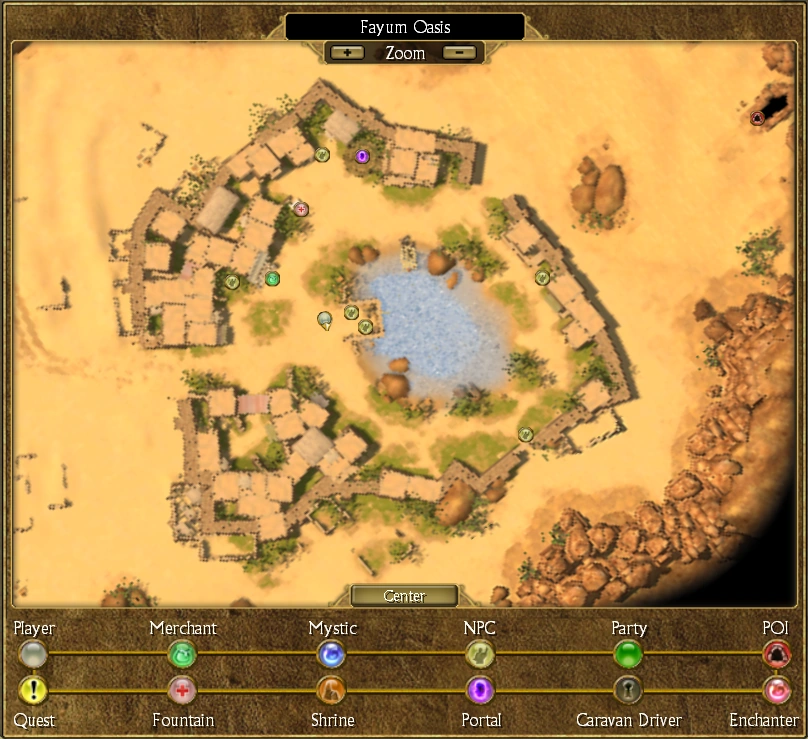 Fayum Oasis
+ Zoom -
Center
Player Merchant Mystic NPC Party POI
Quest Fountain Shrine Portal Caravan Driver Enchanter